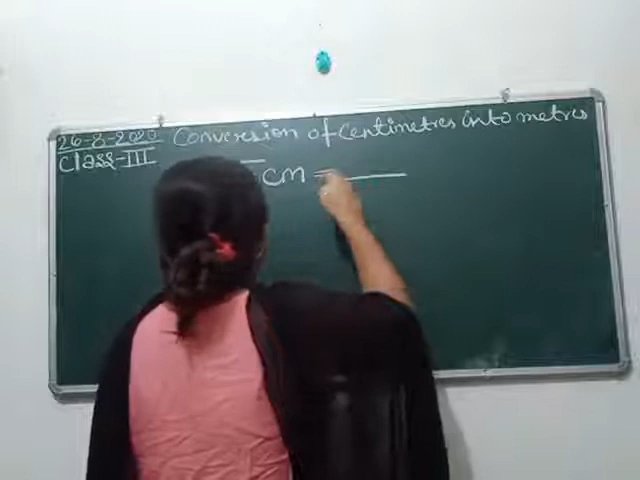 26-8-2020 Conversion of Centimetres into metres
Class-III
cm =